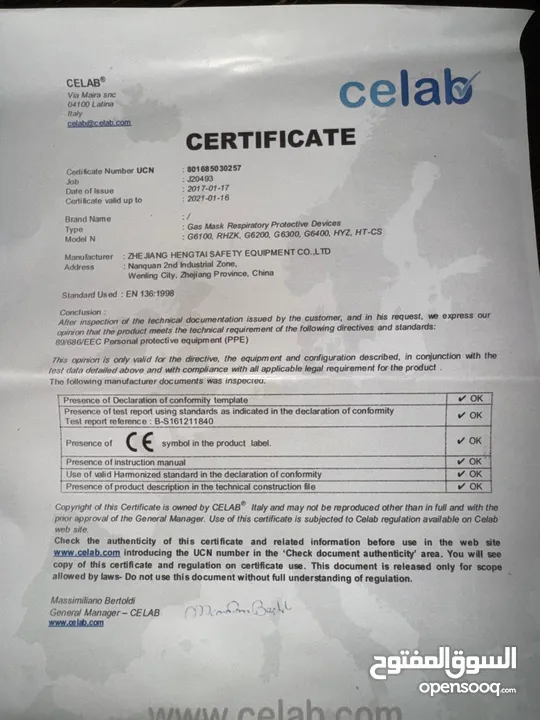 celab
CELAB®
Via Maira snc
04100 Latina
Italy
celab@celab.com
CERTIFICATE
Certificate Number UCN : 801685030257
Job : J20493
Date of Issue : 2017-01-17
Certificate valid up to : 2021-01-16
Brand Name : /
Type : Gas Mask Respiratory Protective Devices
Model N : G6100, RHZK, G6200, G6300, G6400, HYZ, HT-CS
Manufacturer : ZHEJIANG HENGTAI SAFETY EQUIPMENT CO.,LTD
Address : Nanquan 2nd Industrial Zone,
Wenling City, Zhejiang Province, China
Standard Used : EN 136:1998
Conclusion :
After inspection of the technical documentation issued by the customer, and in his request, we express our
opinion that the product meets the technical requirement of the following directives and standards:
89/686/EEC Personal protective equipment (PPE)
This opinion is only valid for the directive, the equipment and configuration described, in conjunction with the
test data detailed above and with compliance with all applicable legal requirement for the product .
The following manufacturer documents was inspected.
Presence of Declaration of conformity template ✔ OK
Presence of test report using standards as indicated in the declaration of conformity
Test report reference : B-S161211840 ✔ OK
Presence of CE symbol in the product label. ✔ OK
Presence of instruction manual ✔ OK
Use of valid Harmonized standard in the declaration of conformity ✔ OK
Presence of product description in the technical construction file ✔ OK
Copyright of this Certificate is owned by CELAB® Italy and may not be reproduced other than in full and with the
prior approval of the General Manager. Use of this certificate is subjected to Celab regulation available on Celab
web site.
Check the authenticity of this certificate and related information before use in the web site
www.celab.com introducing the UCN number in the 'Check document authenticity' area. You will see
copy of this certificate and regulation on certificate use. This document is released only for scope
allowed by laws- Do not use this document without full understanding of regulation.
Massimiliano Bertoldi
General Manager – CELAB
www.celab.com
السوق المفتوح
opensooq.com
www.celab.com